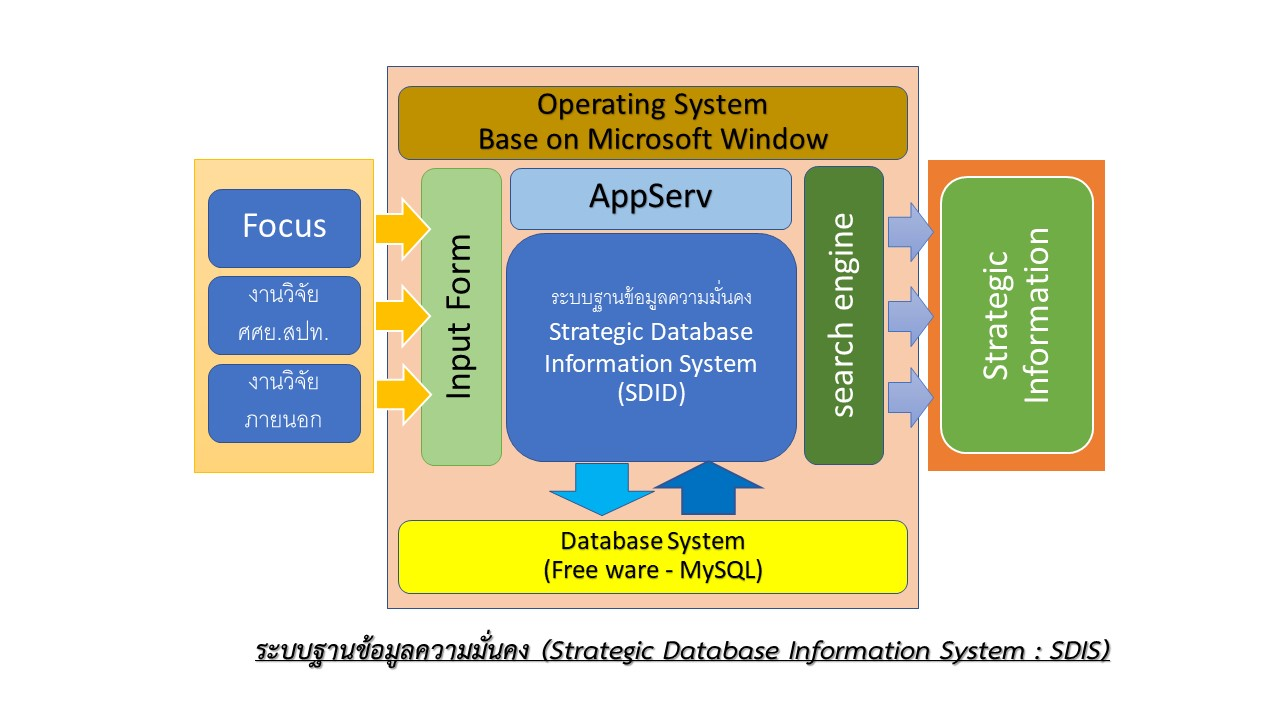 Operating System
Base on Microsoft Window
Focus
งานวิจัย
ศศย.สปท.
งานวิจัย
ภายนอก
Input Form
AppServ
ระบบฐานข้อมูลความมั่นคง
Strategic Database
Information System
(SDID)
search engine
Strategic
Information
Database System
(Free ware - MySQL)
ระบบฐานข้อมูลความมั่นคง (Strategic Database Information System : SDIS)